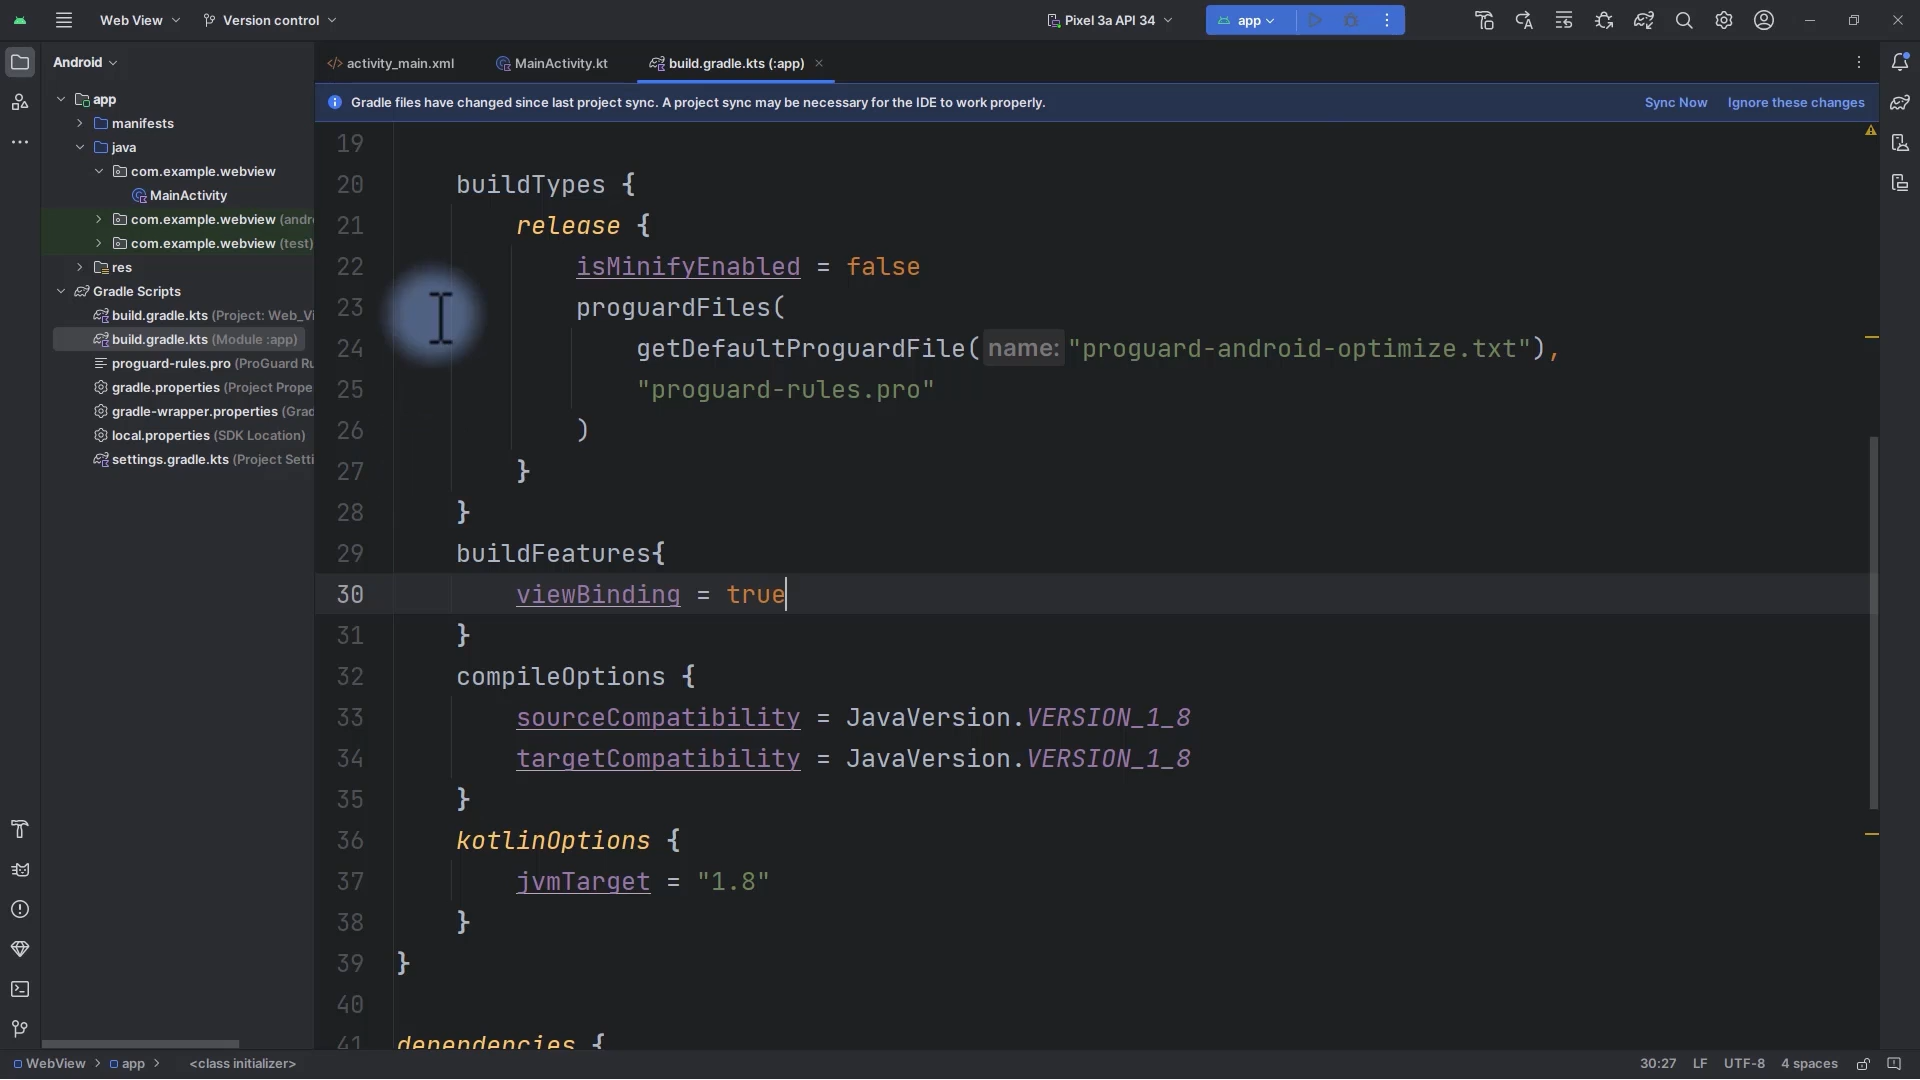 Web View
Version control
Pixel 3a API 34
app
Android
activity_main.xml
MainActivity.kt
build.gradle.kts (:app)
Gradle files have changed since last project sync. A project sync may be necessary for the IDE to work properly.
Sync Now
Ignore these changes
app
manifests
java
com.example.webview
MainActivity
com.example.webview (andr
com.example.webview (test)
res
Gradle Scripts
build.gradle.kts (Project: Web_Vi
build.gradle.kts (Module :app)
proguard-rules.pro (ProGuard Ru
gradle.properties (Project Prope
gradle-wrapper.properties (Grad
local.properties (SDK Location)
settings.gradle.kts (Project Setti
19
20 buildTypes {
21 release {
22 isMinifyEnabled = false
23 proguardFiles(
24 getDefaultProguardFile( name: "proguard-android-optimize.txt"),
25 "proguard-rules.pro"
26 )
27 }
28 }
29 buildFeatures{
30 viewBinding = true
31 }
32 compileOptions {
33 sourceCompatibility = JavaVersion.VERSION_1_8
34 targetCompatibility = JavaVersion.VERSION_1_8
35 }
36 kotlinOptions {
37 jvmTarget = "1.8"
38 }
39 }
40
41 dependencies {
WebView > app > <class initializer>
30:27 LF UTF-8 4 spaces